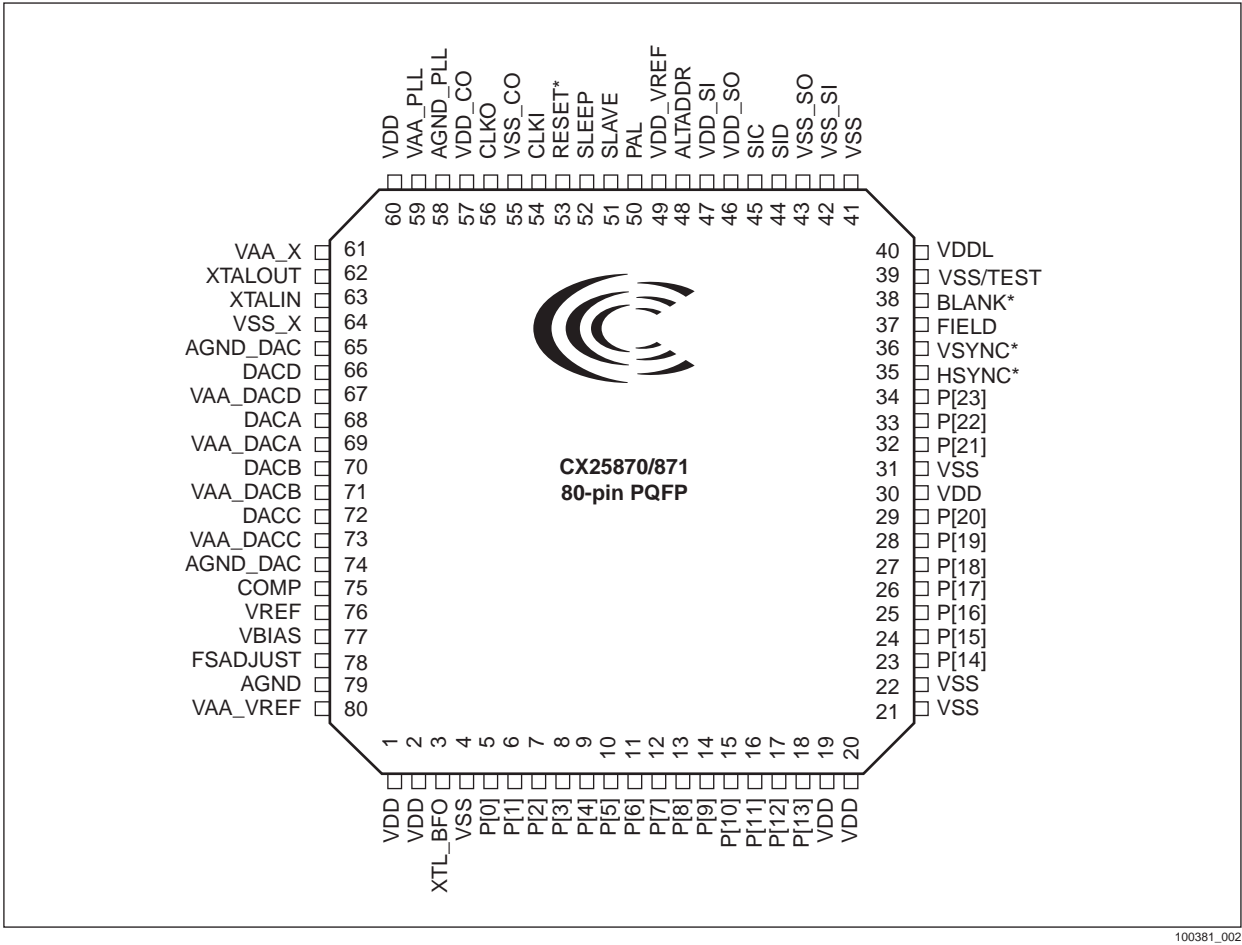 VDD
VAA_PLL
AGND_PLL
VDD_CO
CLKO
VSS_CO
CLKI
RESET*
SLEEP
SLAVE
PAL
VDD_VREF
ALTADDR
VDD_SI
VDD_SO
SIC
SID
VSS_SO
VSS_SI
VSS
60
59
58
57
56
55
54
53
52
51
50
49
48
47
46
45
44
43
42
41
VAA_X 61
XTALOUT 62
XTALIN 63
VSS_X 64
AGND_DAC 65
DACD 66
VAA_DACD 67
DACA 68
VAA_DACA 69
DACB 70
VAA_DACB 71
DACC 72
VAA_DACC 73
AGND_DAC 74
COMP 75
VREF 76
VBIAS 77
FSADJUST 78
AGND 79
VAA_VREF 80
CX25870/871
80-pin PQFP
40 VDDL
39 VSS/TEST
38 BLANK*
37 FIELD
36 VSYNC*
35 HSYNC*
34 P[23]
33 P[22]
32 P[21]
31 VSS
30 VDD
29 P[20]
28 P[19]
27 P[18]
26 P[17]
25 P[16]
24 P[15]
23 P[14]
22 VSS
21 VSS
1
2
3
4
5
6
7
8
9
10
11
12
13
14
15
16
17
18
19
20
VDD
VDD
XTL_BFO
VSS
P[0]
P[1]
P[2]
P[3]
P[4]
P[5]
P[6]
P[7]
P[8]
P[9]
P[10]
P[11]
P[12]
P[13]
VDD
VDD
100381_002